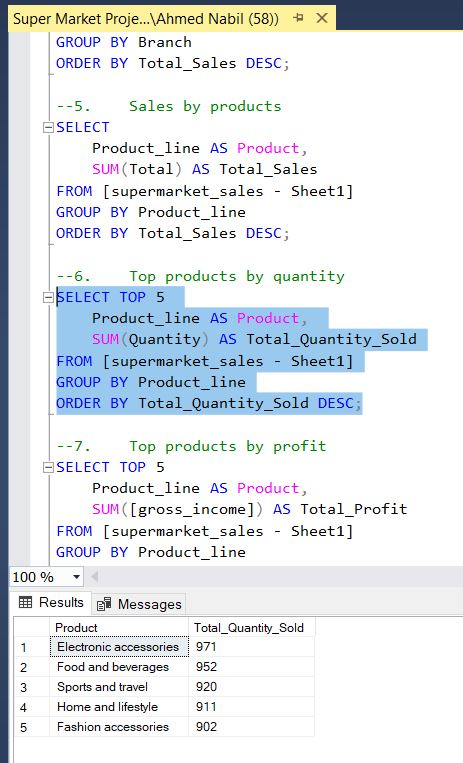 Super Market Proje...\Ahmed Nabil (58))
GROUP BY Branch
ORDER BY Total_Sales DESC;
--5. Sales by products
SELECT
Product_line AS Product,
SUM(Total) AS Total_Sales
FROM [supermarket_sales - Sheet1]
GROUP BY Product_line
ORDER BY Total_Sales DESC;
--6. Top products by quantity
SELECT TOP 5
Product_line AS Product,
SUM(Quantity) AS Total_Quantity_Sold
FROM [supermarket_sales - Sheet1]
GROUP BY Product_line
ORDER BY Total_Quantity_Sold DESC;
--7. Top products by profit
SELECT TOP 5
Product_line AS Product,
SUM([gross_income]) AS Total_Profit
FROM [supermarket_sales - Sheet1]
GROUP BY Product_line
100 %
Results Messages
Product Total_Quantity_Sold
1 Electronic accessories 971
2 Food and beverages 952
3 Sports and travel 920
4 Home and lifestyle 911
5 Fashion accessories 902